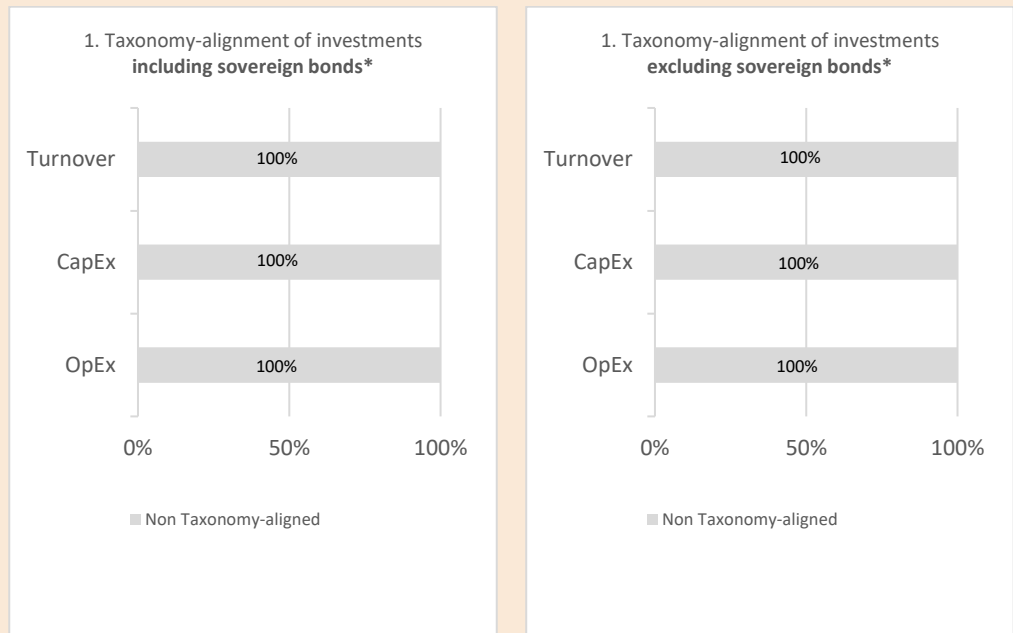 1. Taxonomy-alignment of investments
including sovereign bonds*
Turnover
100%
CapEx
100%
OpEx
100%
0%
50%
100%
Non Taxonomy-aligned
1. Taxonomy-alignment of investments
excluding sovereign bonds*
Turnover
100%
CapEx
100%
OpEx
100%
0%
50%
100%
Non Taxonomy-aligned